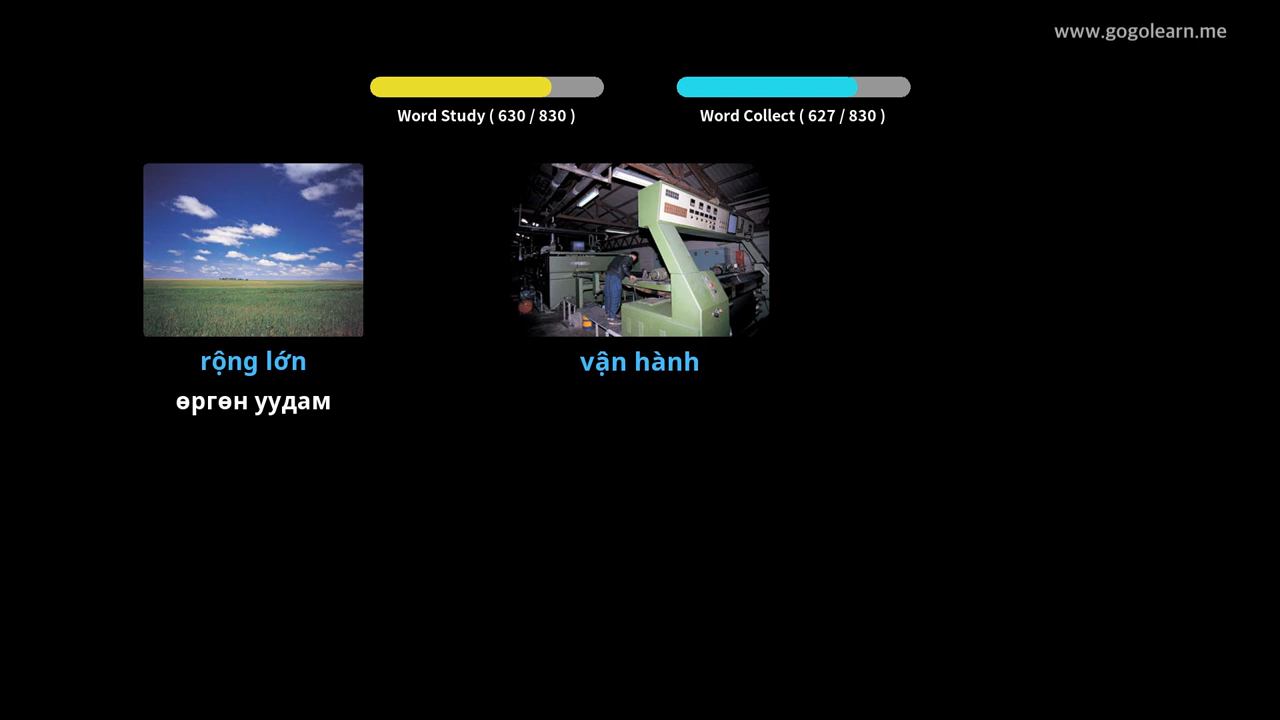 www.gogolearn.me
Word Study ( 630 / 830 )
Word Collect ( 627 / 830 )
rộng lớn
өргөн уудам
vận hành